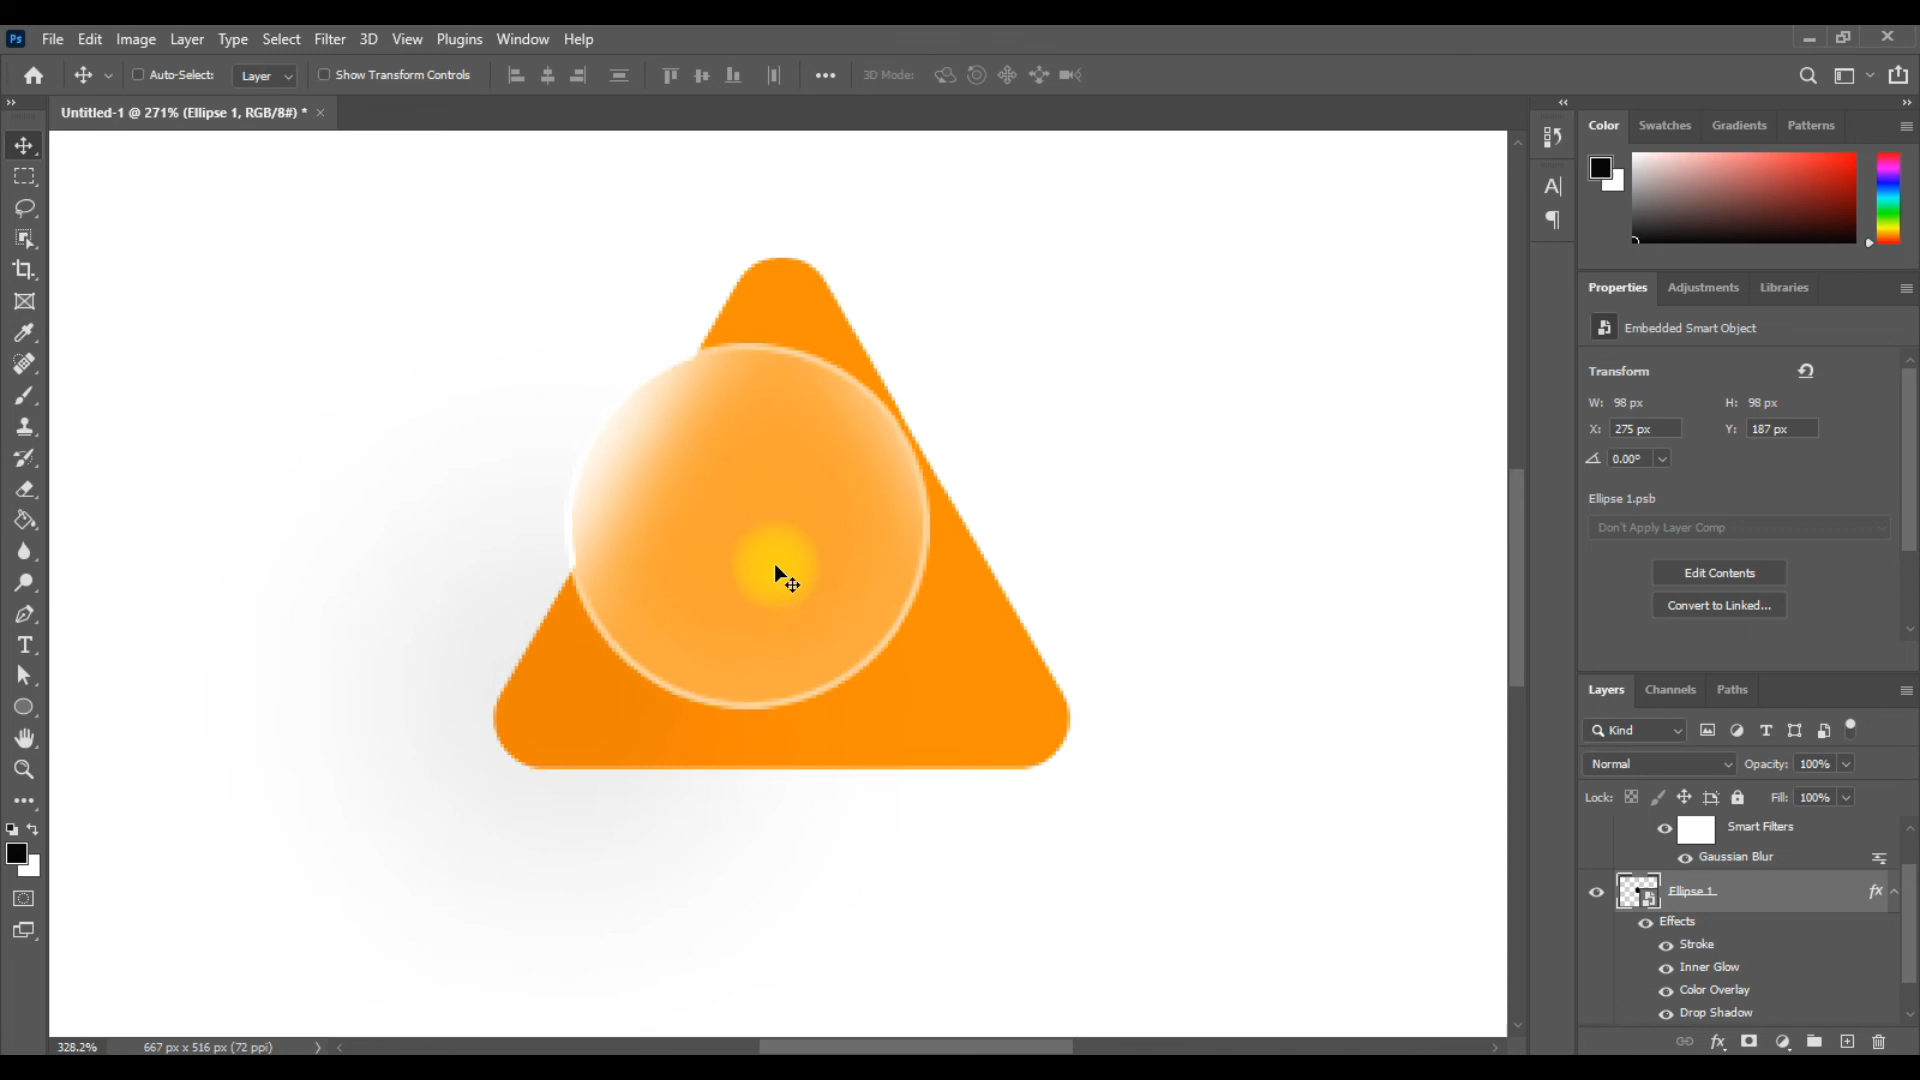 Ps File Edit Image Layer Type Select Filter 3D View Plugins Window Help
Auto-Select: Layer Show Transform Controls 3D Mode:
Untitled-1 @ 271% (Ellipse 1, RGB/8#) *
Color Swatches Gradients Patterns
Properties Adjustments Libraries
Embedded Smart Object
Transform
W: 98 px H: 98 px
X: 275 px Y: 187 px
0.00°
Ellipse 1.psb
Don't Apply Layer Comp
Edit Contents
Convert to Linked...
Layers Channels Paths
Kind
Normal Opacity: 100%
Lock: Fill: 100%
Smart Filters
Gaussian Blur
Ellipse 1 fx
Effects
Stroke
Inner Glow
Color Overlay
Drop Shadow
fx
328.2% 667 px x 516 px (72 ppi)